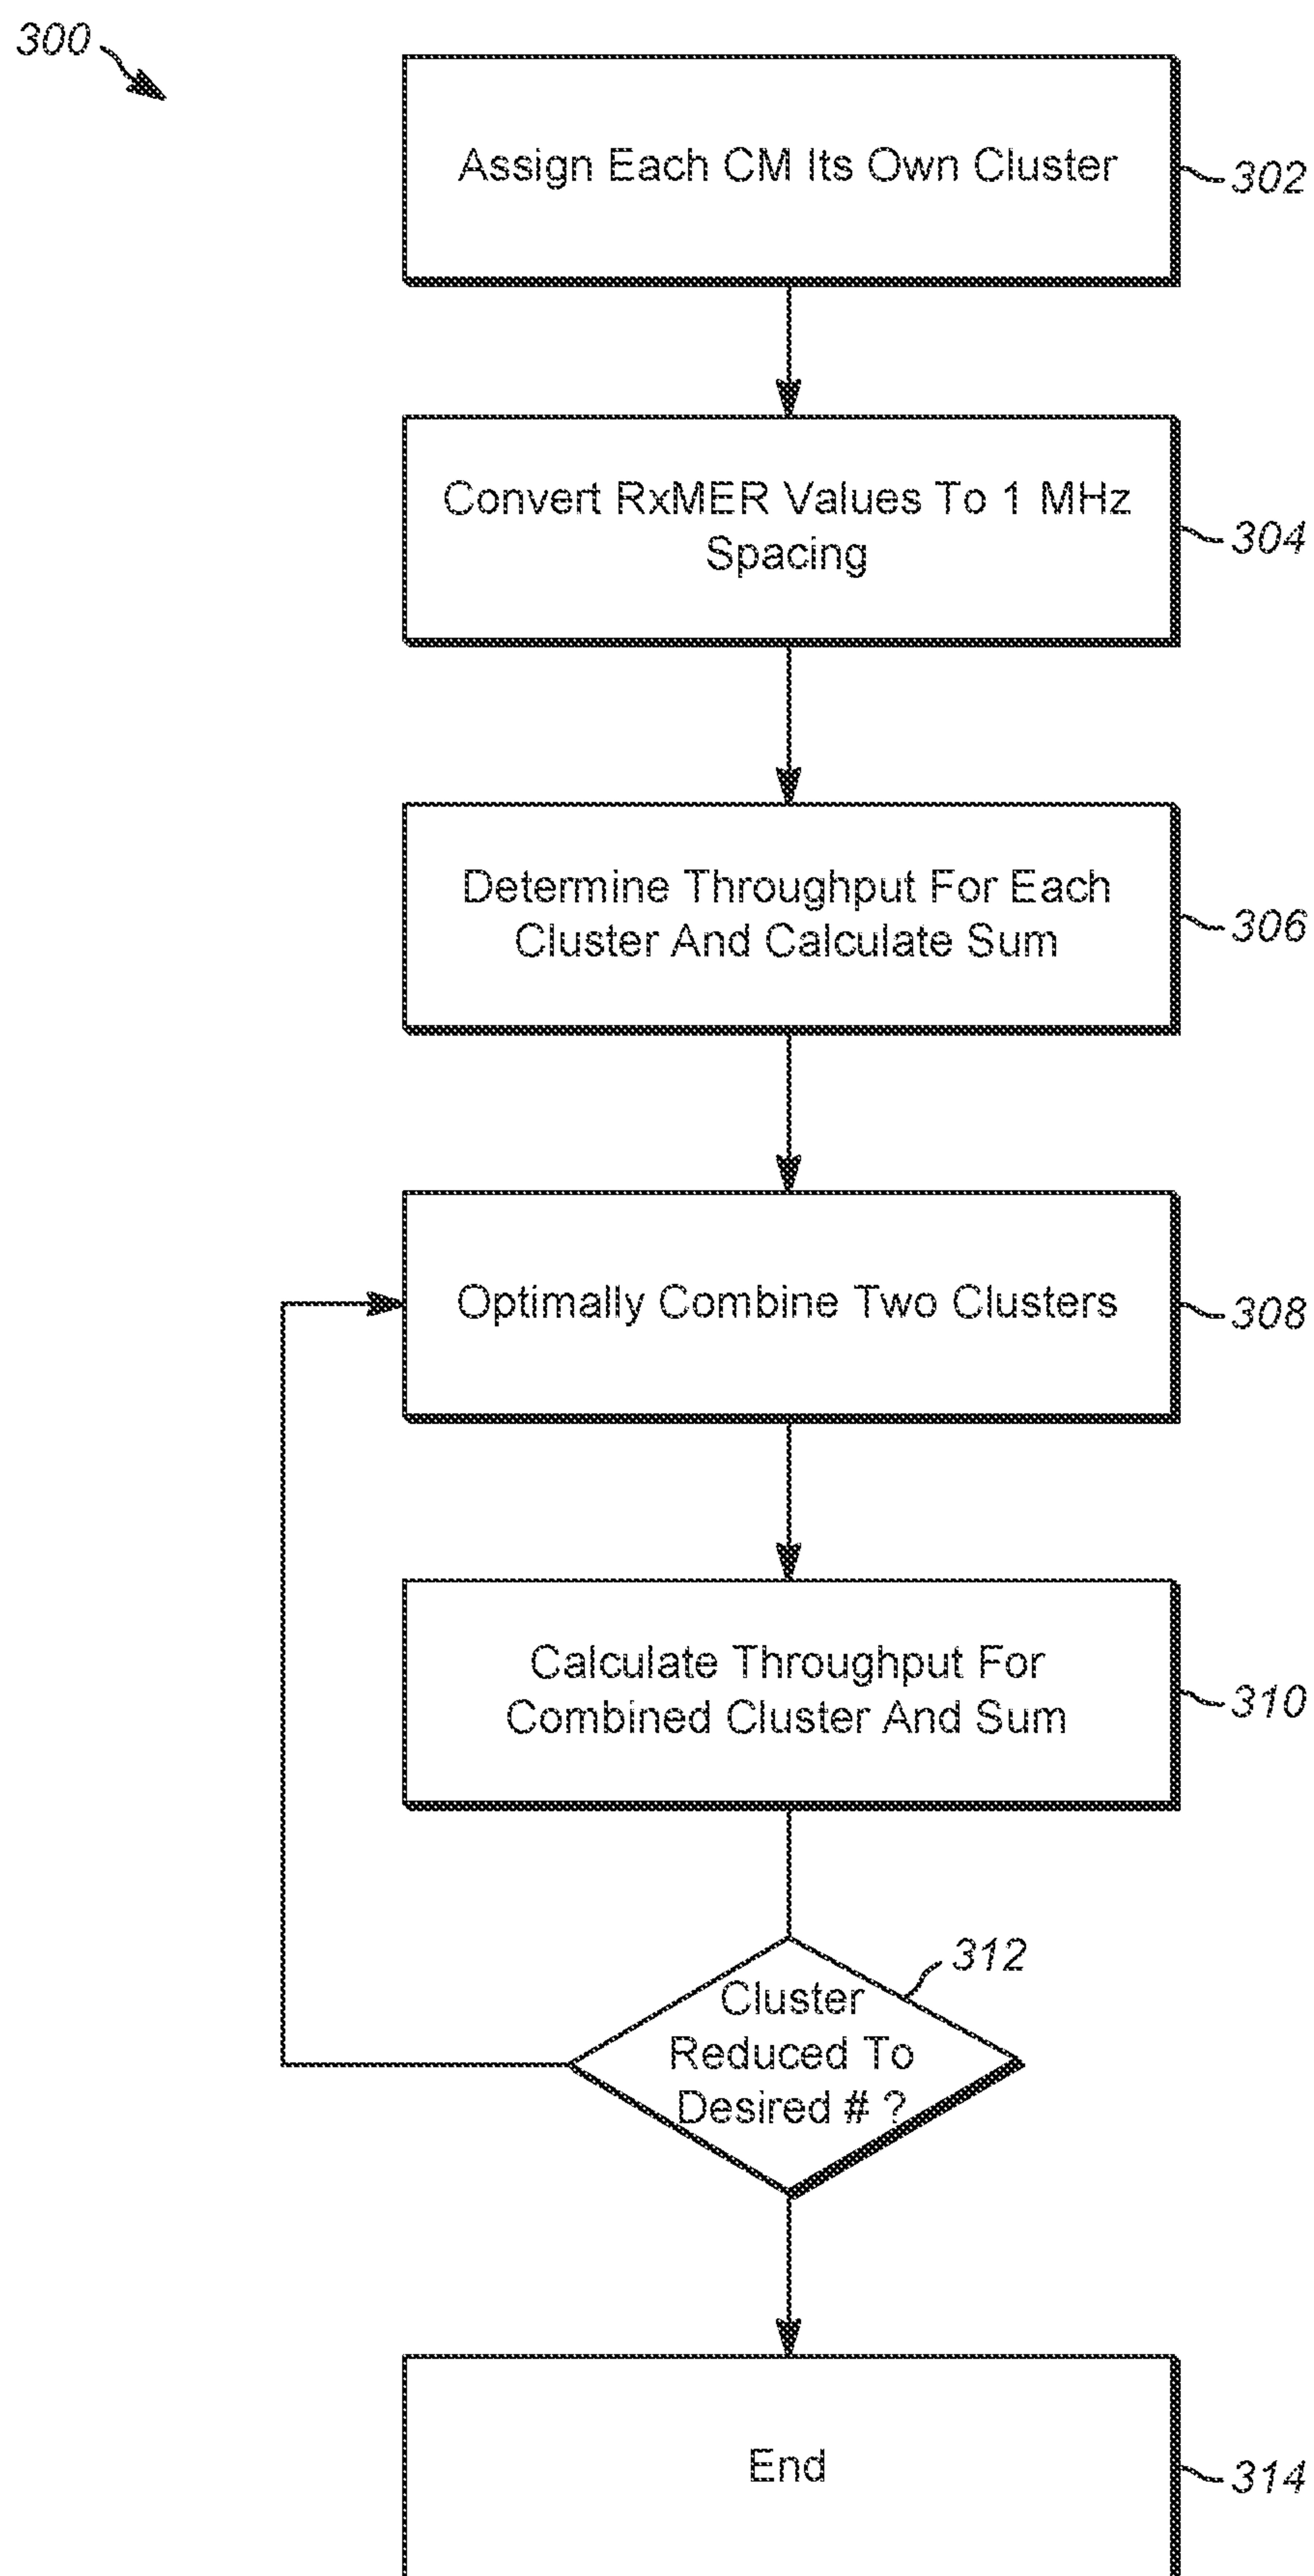 300
Assign Each CM Its Own Cluster
302
Convert RxMER Values To 1 MHz
Spacing
304
Determine Throughput For Each
Cluster And Calculate Sum
306
Optimally Combine Two Clusters
308
Calculate Throughput For
Combined Cluster And Sum
310
312
Cluster
Reduced To
Desired # ?
End
314